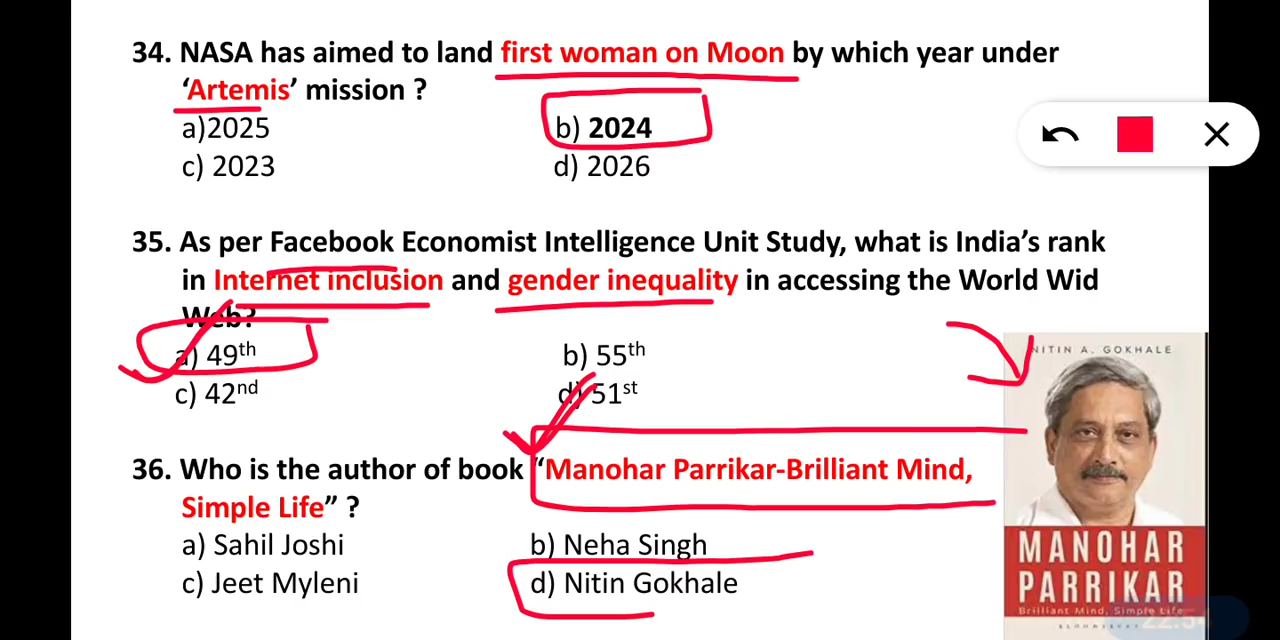 34. NASA has aimed to land first woman on Moon by which year under
‘Artemis’ mission ?
a)2025
b) 2024
c) 2023
d) 2026
35. As per Facebook Economist Intelligence Unit Study, what is India’s rank
in Internet inclusion and gender inequality in accessing the World Wid
Web?
a) 49th
b) 55th
c) 42nd
d) 51st
36. Who is the author of book “Manohar Parrikar-Brilliant Mind,
Simple Life” ?
a) Sahil Joshi
b) Neha Singh
c) Jeet Myleni
d) Nitin Gokhale
NITIN A. GOKHALE
MANOHAR
PARRIKAR
Brilliant Mind, Simple Life
BLOOMSBURY
22:54